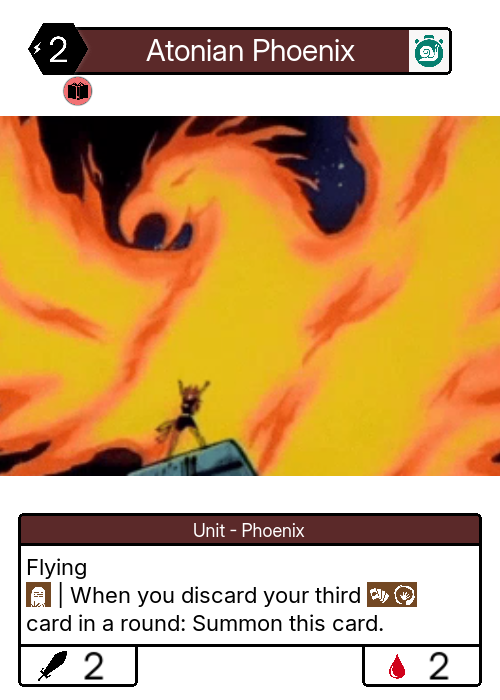 2
Atonian Phoenix
Unit - Phoenix
Flying
| When you discard your third
card in a round: Summon this card.
2
2